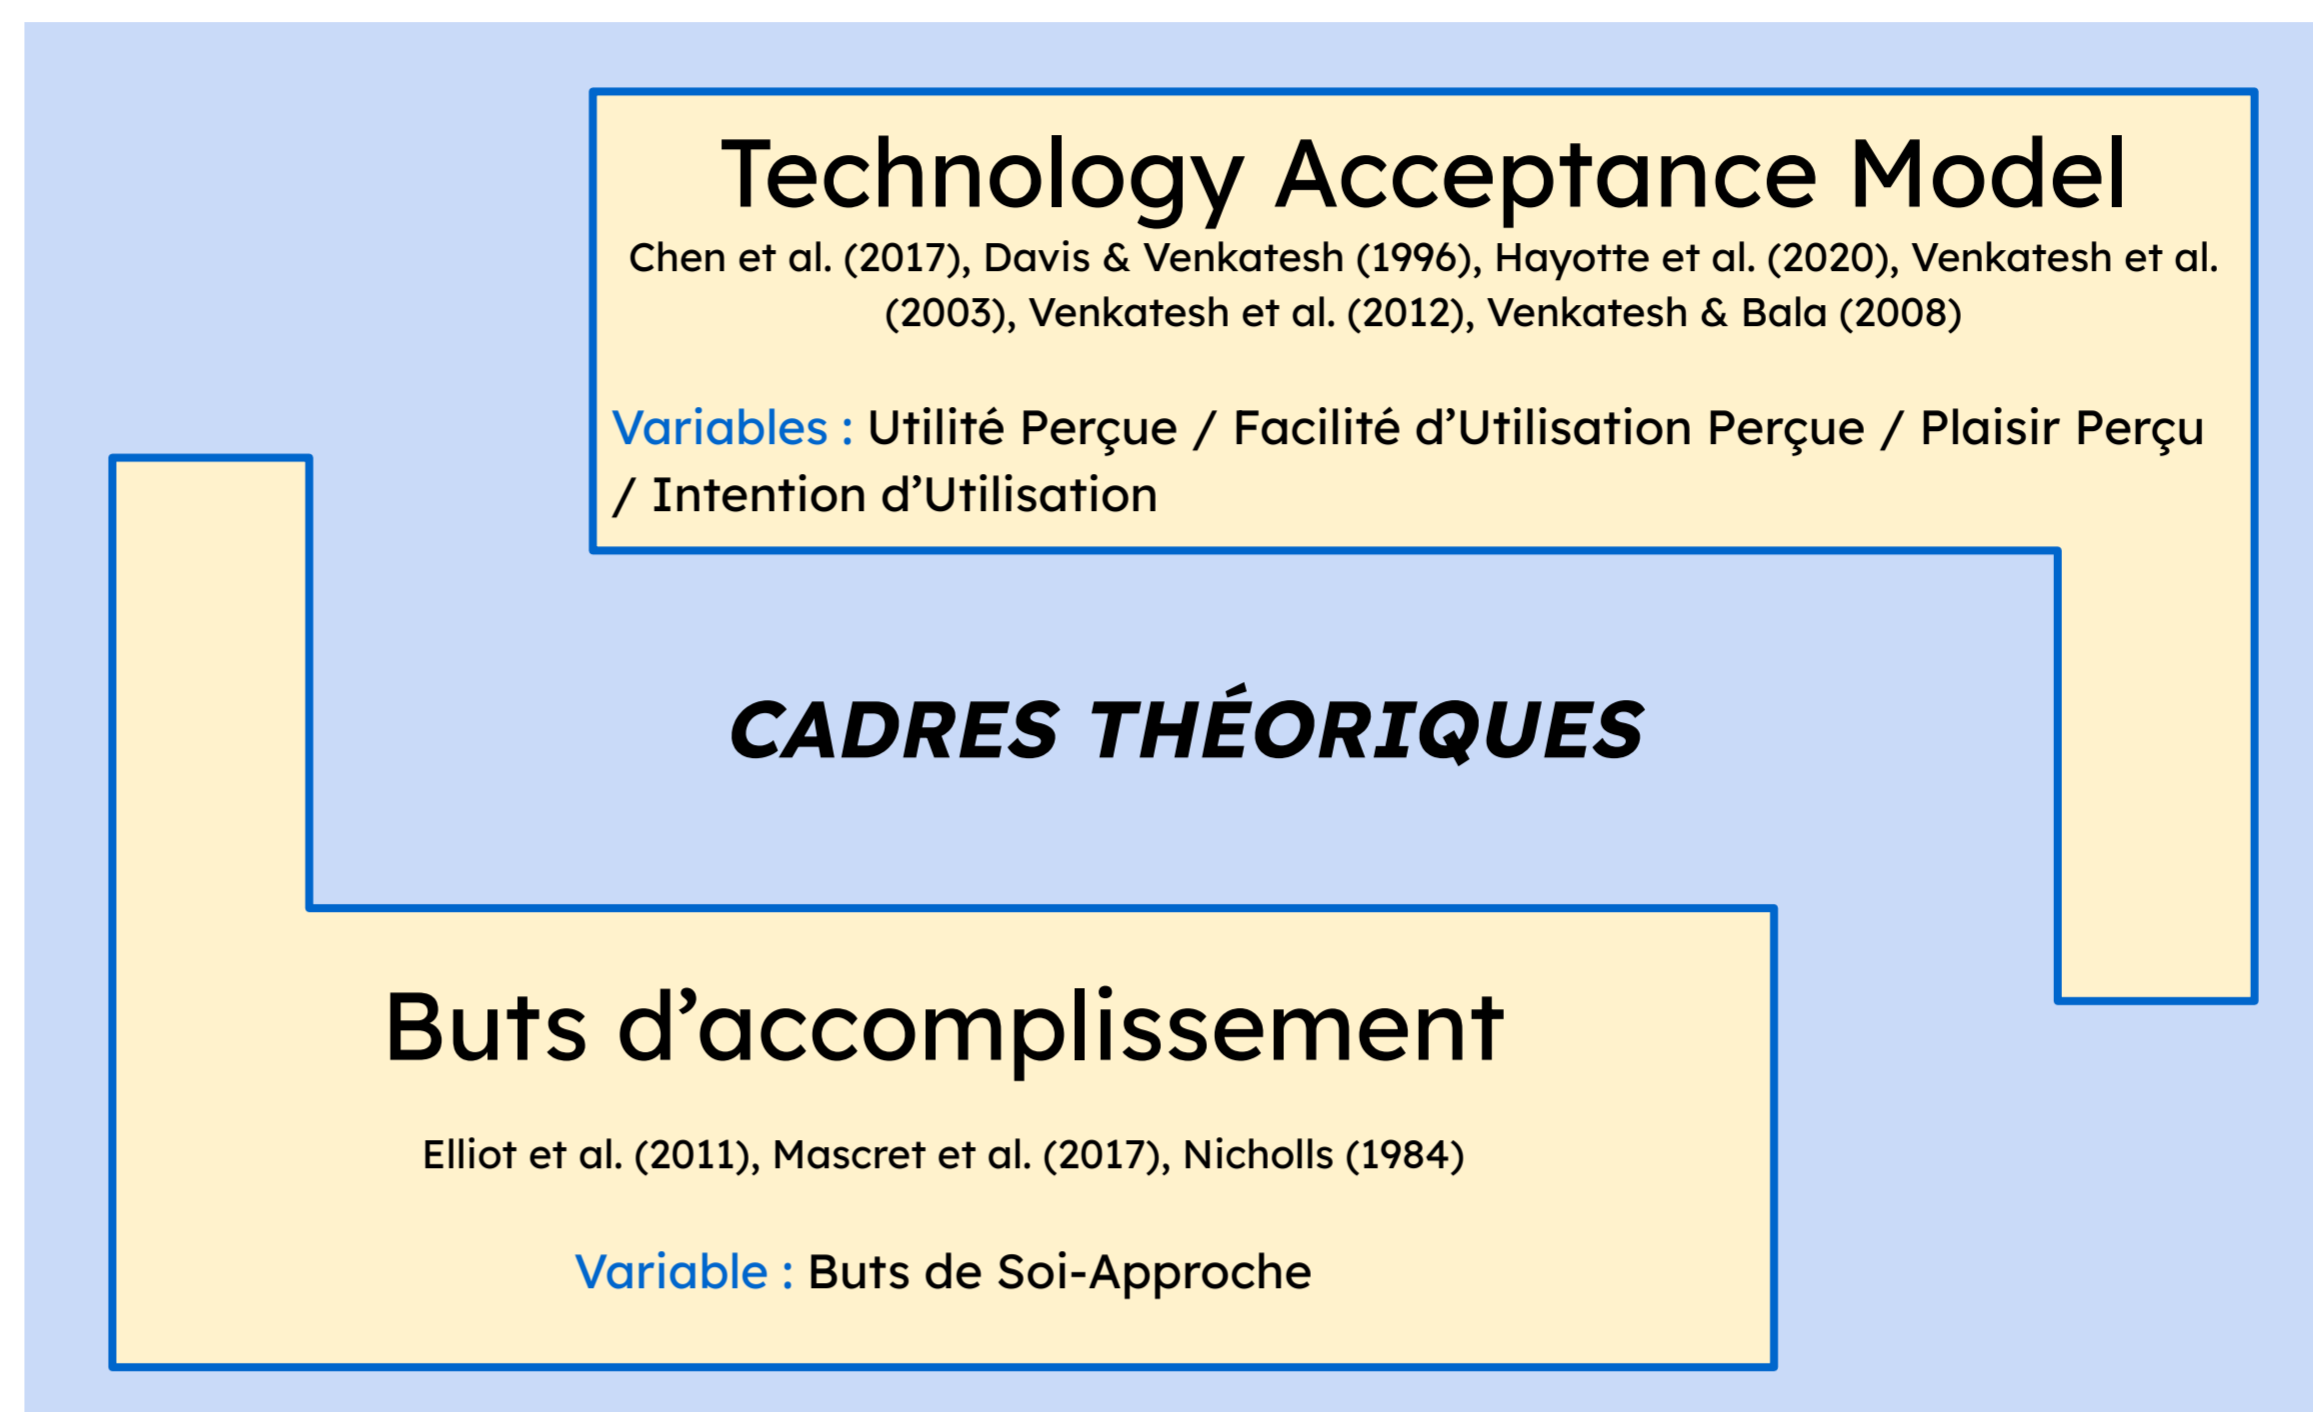 Technology Acceptance Model
Chen et al. (2017), Davis & Venkatesh (1996), Hayotte et al. (2020), Venkatesh et al.
(2003), Venkatesh et al. (2012), Venkatesh & Bala (2008)
Variables : Utilité Perçue / Facilité d’Utilisation Perçue / Plaisir Perçu
/ Intention d’Utilisation
CADRES THÉORIQUES
Buts d’accomplissement
Elliot et al. (2011), Mascret et al. (2017), Nicholls (1984)
Variable : Buts de Soi-Approche